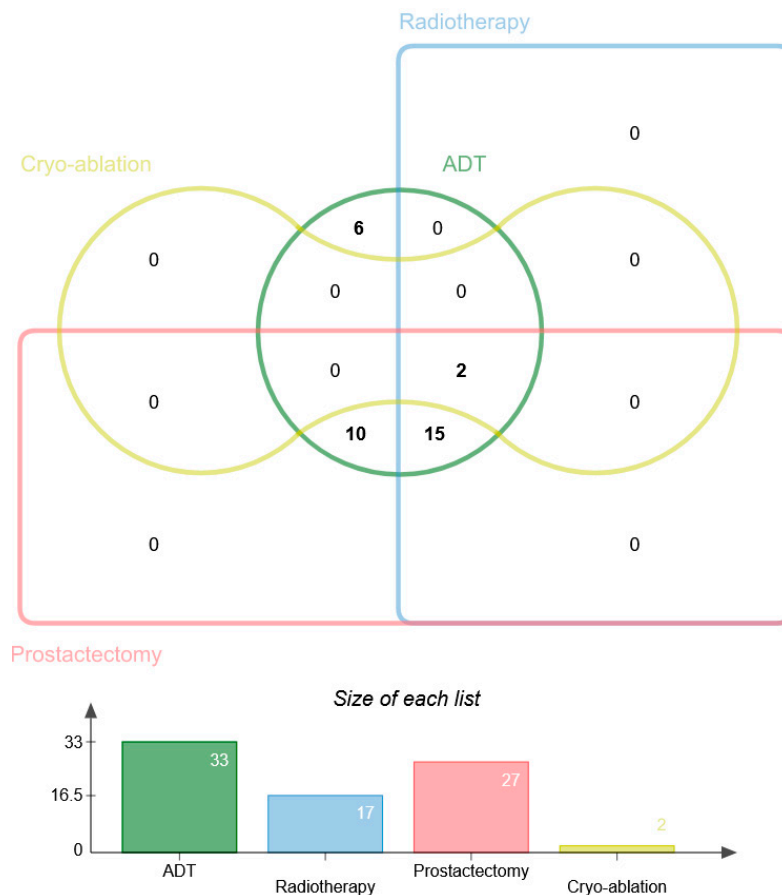 Radiotherapy
0
Cryo-ablation
ADT
6 0
0 0
0 0
0 2
0 0
10 15
0 0
Prostactectomy
Size of each list
33
33
27
16.5
17
2
0
ADT
Radiotherapy
Prostactectomy
Cryo-ablation